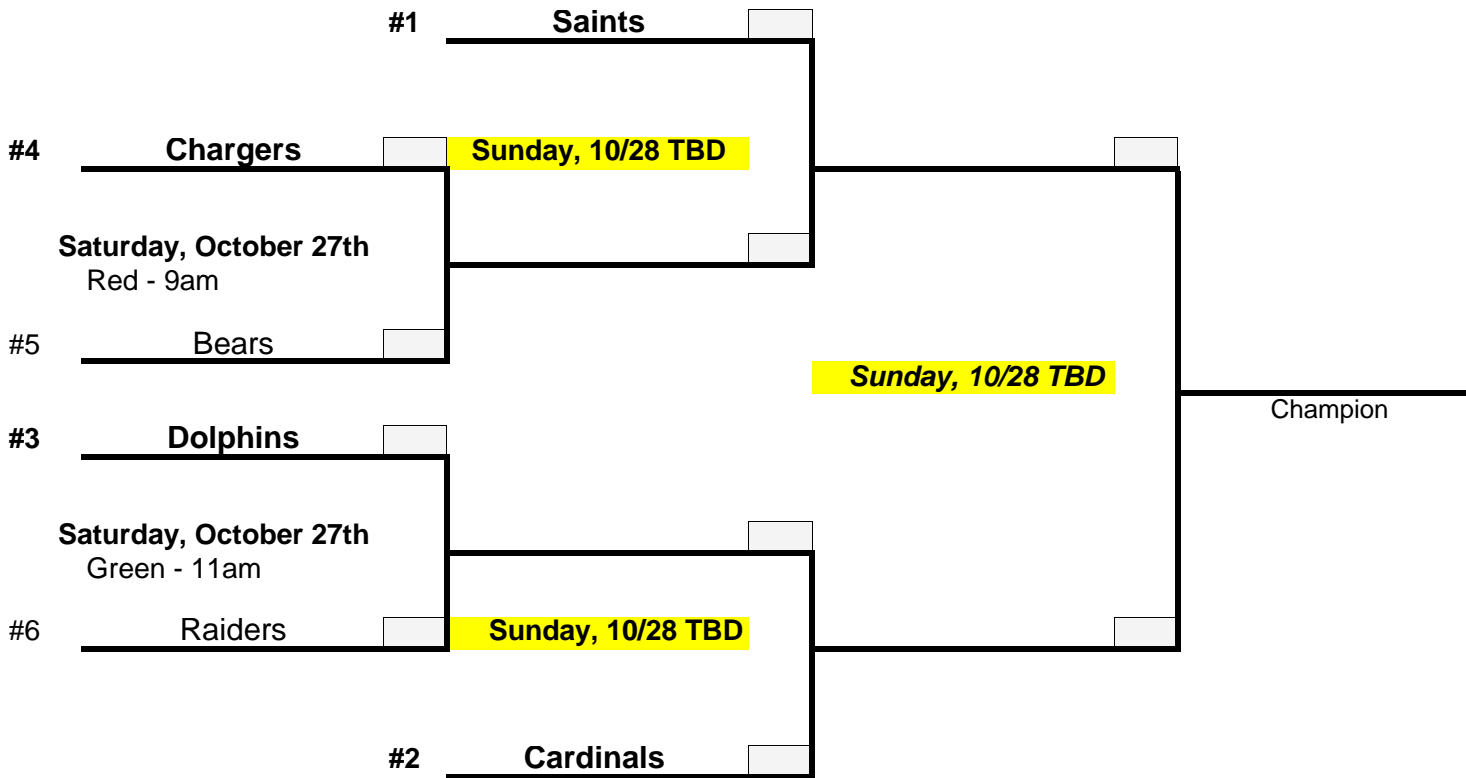 #1 Saints
#4 Chargers Sunday, 10/28 TBD
Saturday, October 27th
Red - 9am
#5 Bears
Sunday, 10/28 TBD
Champion
#3 Dolphins
Saturday, October 27th
Green - 11am
#6 Raiders Sunday, 10/28 TBD
#2 Cardinals